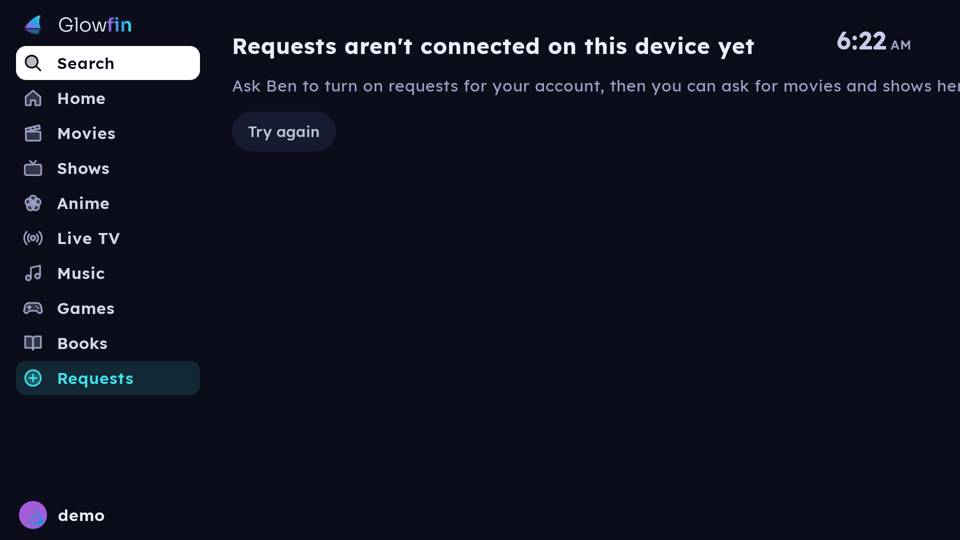 Glowfin
Search
Home
Movies
Shows
Anime
Live TV
Music
Games
Books
Requests
demo
Requests aren't connected on this device yet
6:22 AM
Ask Ben to turn on requests for your account, then you can ask for movies and shows
Try again